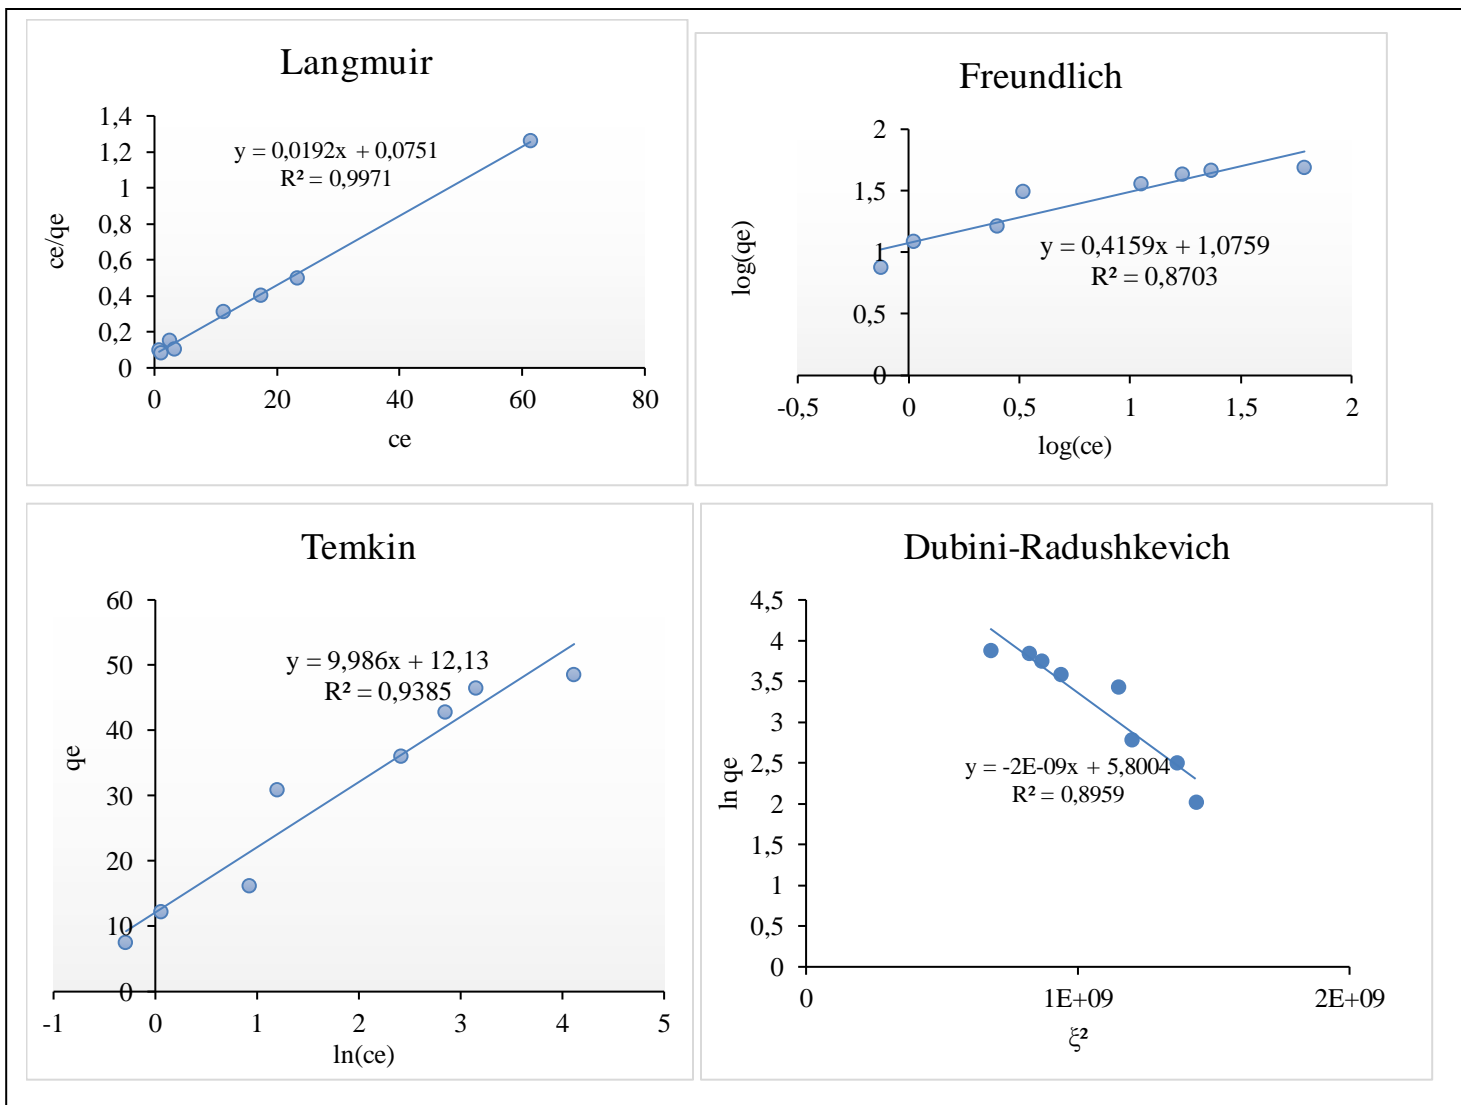 Langmuir
1,4
1,2
1
0,8
0,6
0,4
0,2
0
y = 0,0192x + 0,0751
R² = 0,9971
ce/qe
0 20 40 60 80
ce
Freundlich
2
1,5
1
0,5
0
log(qe)
y = 0,4159x + 1,0759
R² = 0,8703
-0,5 0 0,5 1 1,5 2
log(ce)
Temkin
60
50
40
30
20
10
0
y = 9,986x + 12,13
R² = 0,9385
qe
-1 0 1 2 3 4 5
ln(ce)
Dubini-Radushkevich
4,5
4
3,5
3
2,5
2
1,5
1
0,5
0
ln qe
y = -2E-09x + 5,8004
R² = 0,8959
0 1E+09 2E+09
ξ²